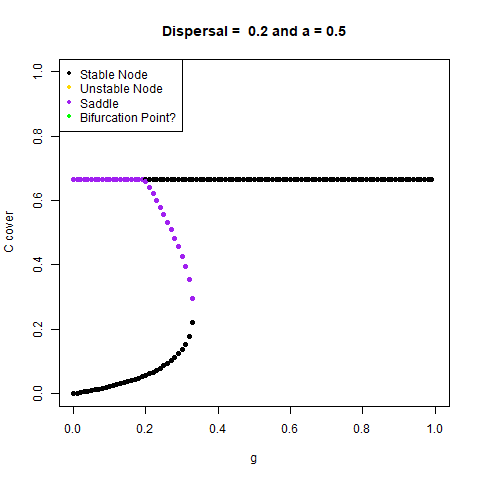 Dispersal =  0.2 and a = 0.5
Stable Node
Unstable Node
Saddle
Bifurcation Point?
C cover
1.0
0.8
0.6
0.4
0.2
0.0
0.0 0.2 0.4 0.6 0.8 1.0
g